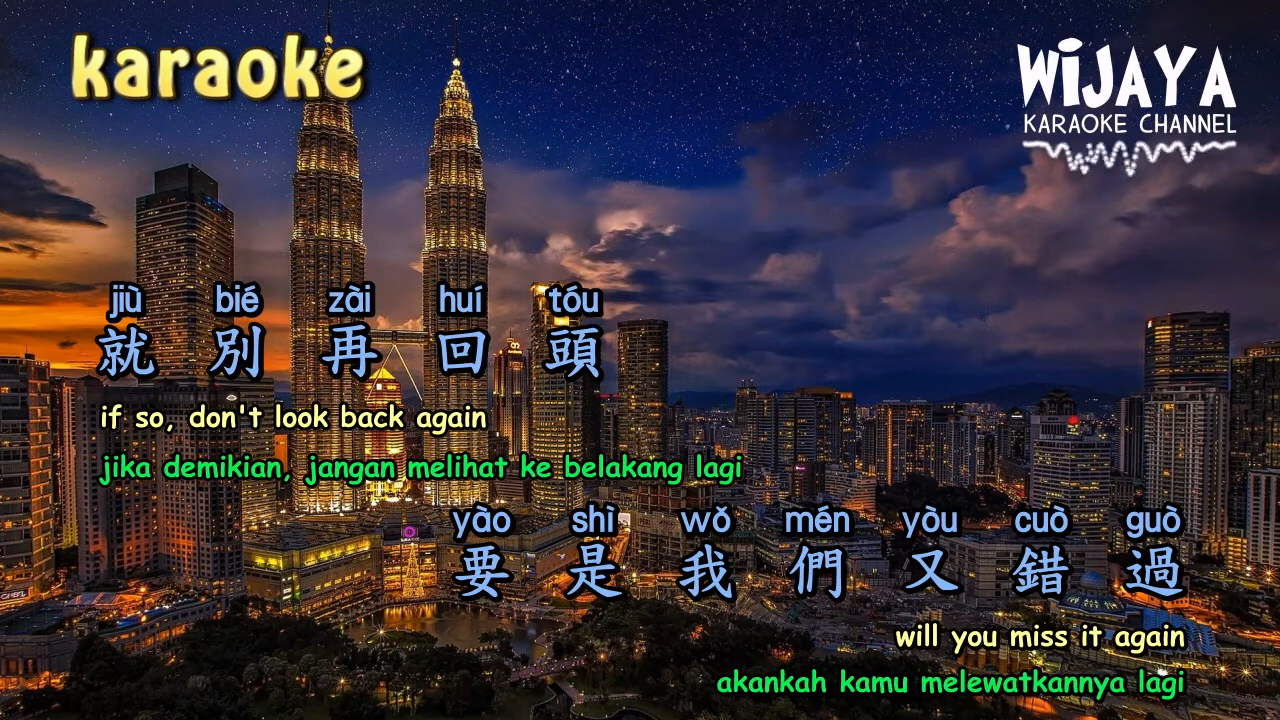 karaoke
WiJAYA
KARAOKE CHANNEL
jiù bié zài huí tóu
就別再回頭
if so, don't look back again
jika demikian, jangan melihat ke belakang lagi
yào shì wǒ mén yòu cuò guò
要是我們又錯過
will you miss it again
akankah kamu melewatkannya lagi